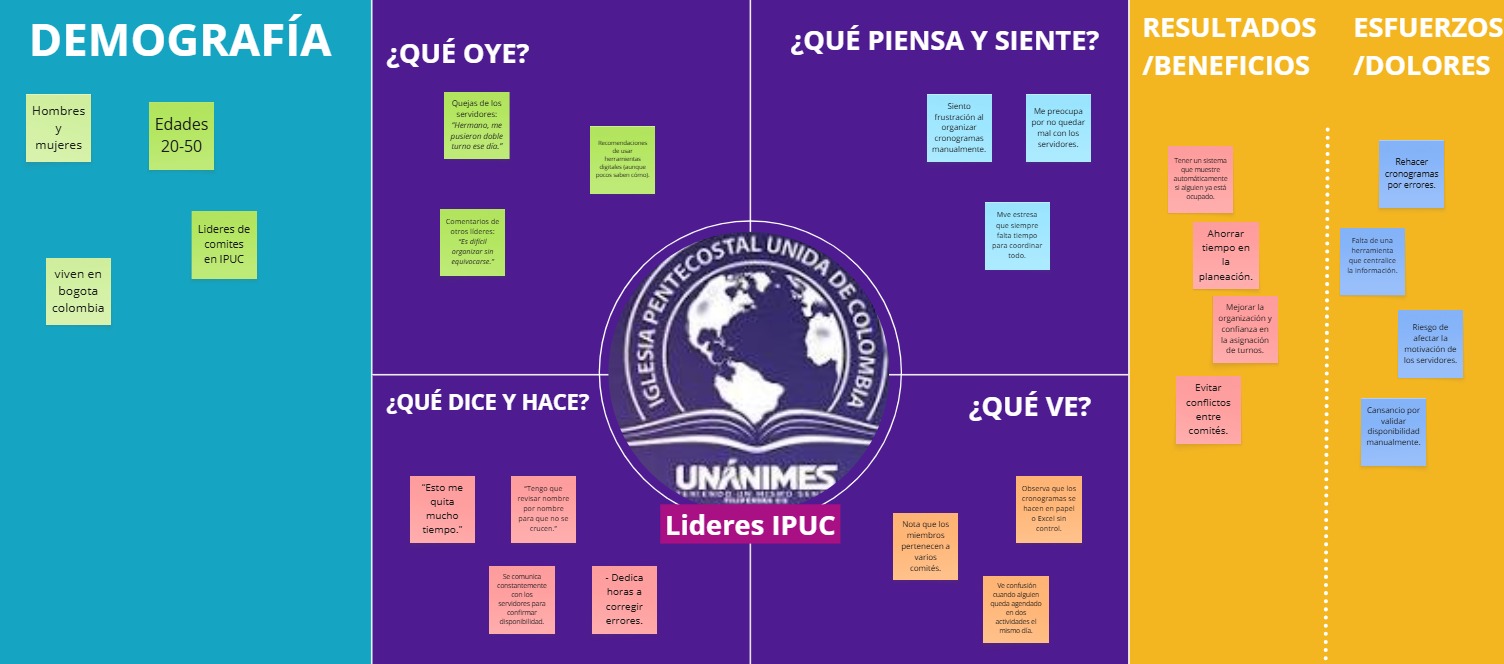 DEMOGRAFÍA
Hombres
y
mujeres
Edades
20-50
Lideres de
comites
en IPUC
viven en
bogota
colombia
¿QUÉ OYE?
Quejas de los
servidores:
"Hermano, me
pusieron doble
turno ese día."
Recomendaciones
de usar
herramientas
digitales (aunque
pocos saben cómo).
Comentarios de
otros líderes:
"Es difícil
organizar sin
equivocarse."
¿QUÉ PIENSA Y SIENTE?
Siento
frustración al
organizar
cronogramas
manualmente.
Me preocupa
por no quedar
mal con los
servidores.
Mve estresa
que siempre
falta tiempo
para coordinar
todo.
IGLESIA PENTECOSTAL UNIDA DE COLOMBIA
UNÁNIMES
Lideres IPUC
¿QUÉ DICE Y HACE?
"Esto me
quita
mucho
tiempo."
"Tengo que
revisar nombre
por nombre
para que no se
crucen."
Se comunica
constantemente
con los
servidores para
confirmar
disponibilidad.
- Dedica
horas a
corregir
errores.
¿QUÉ VE?
Observa que los
cronogramas se
hacen en papel
o Excel sin
control.
Nota que los
miembros
pertenecen a
varios
comités.
Ve confusión
cuando alguien
queda agendado
en dos
actividades el
mismo día.
RESULTADOS
/BENEFICIOS
Tener un sistema
que muestre
automáticamente
si alguien ya está
ocupado.
Ahorrar
tiempo en
la
planeación.
Mejorar la
organización y
confianza en
la asignación
de turnos.
Evitar
conflictos
entre
comités.
ESFUERZOS
/DOLORES
Rehacer
cronogramas
por errores.
Falta de una
herramienta
que centralice
la información.
Riesgo de
afectar la
motivación de
los servidores.
Cansancio por
validar
disponibilidad
manualmente.